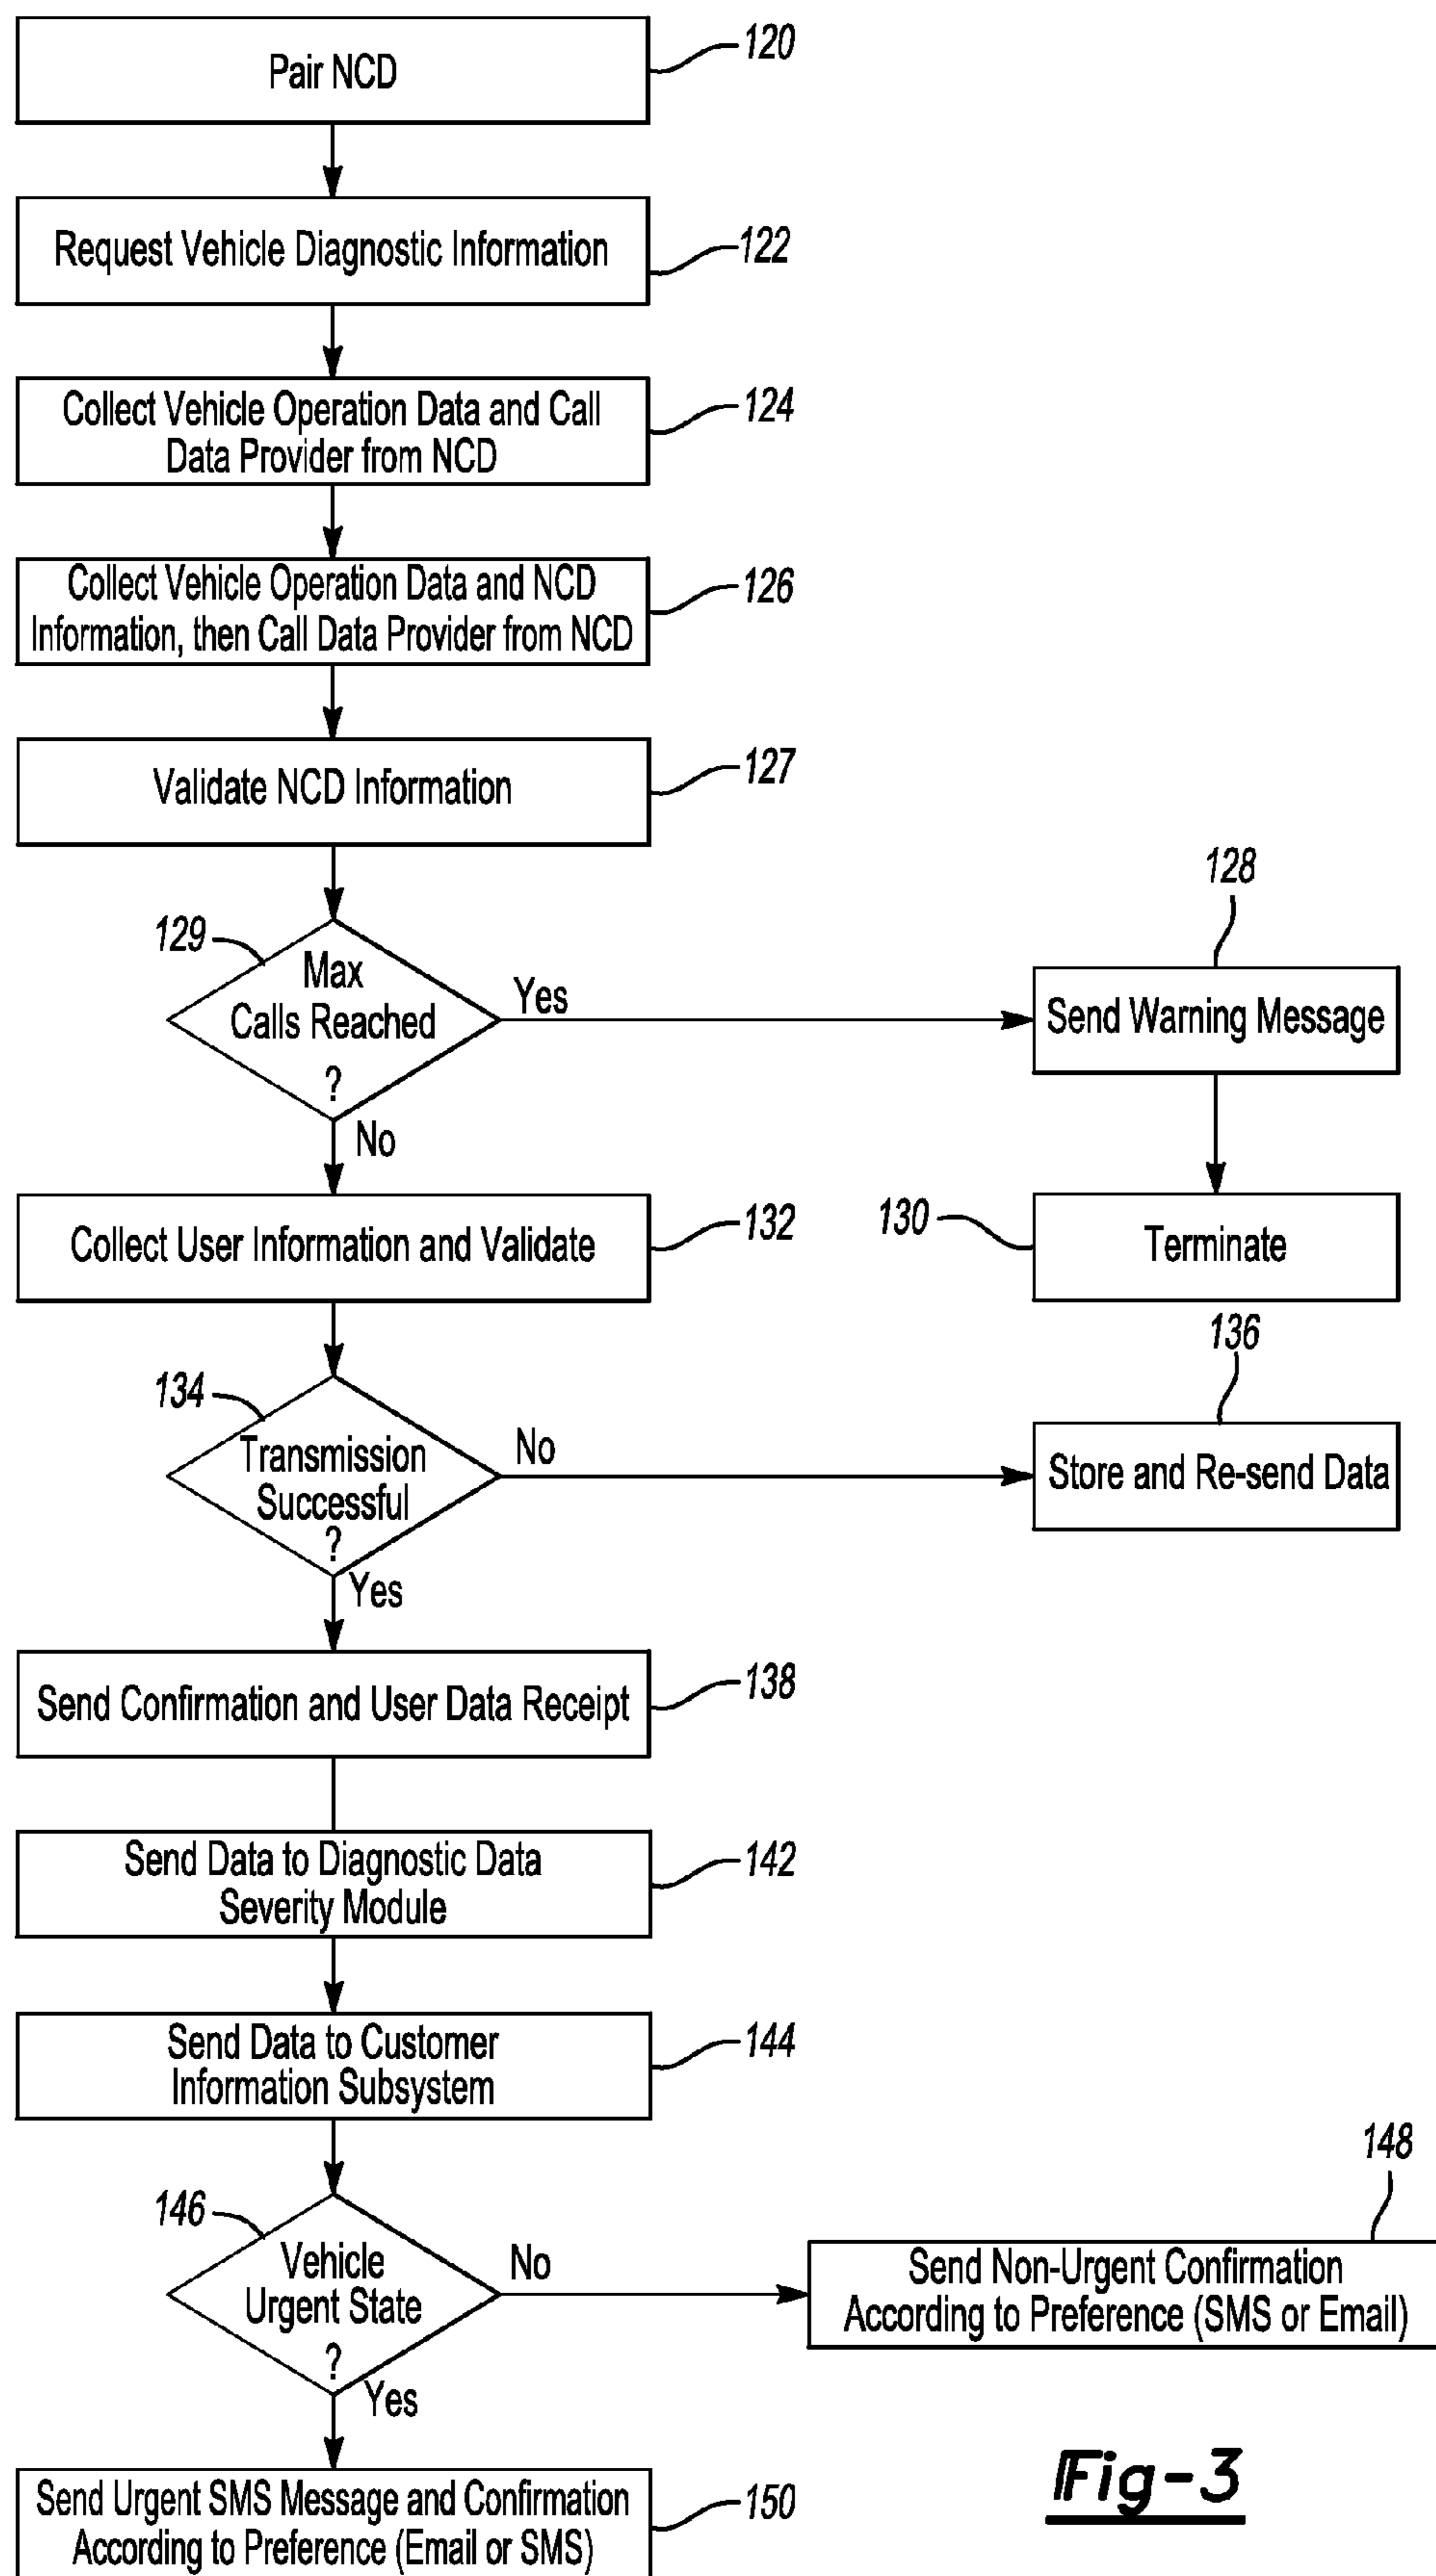 Pair NCD
120
Request Vehicle Diagnostic Information
122
Collect Vehicle Operation Data and Call
Data Provider from NCD
124
Collect Vehicle Operation Data and NCD
Information, then Call Data Provider from NCD
126
Validate NCD Information
127
129
Max
Calls Reached
?
Yes
No
128
Send Warning Message
130
Terminate
Collect User Information and Validate
132
134
Transmission
Successful
?
No
Yes
136
Store and Re-send Data
Send Confirmation and User Data Receipt
138
Send Data to Diagnostic Data
Severity Module
142
Send Data to Customer
Information Subsystem
144
146
Vehicle
Urgent State
?
No
Yes
148
Send Non-Urgent Confirmation
According to Preference (SMS or Email)
Send Urgent SMS Message and Confirmation
According to Preference (Email or SMS)
150
Fig-3